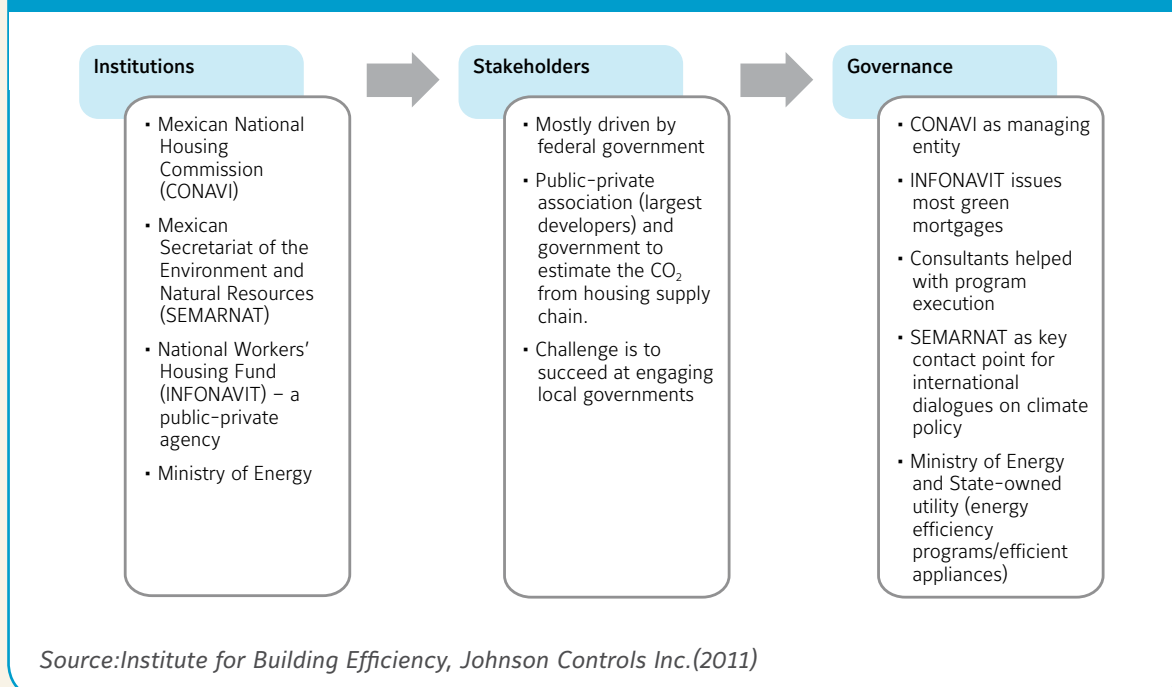 Institutions
• Mexican National
Housing
Commission
(CONAVI)
• Mexican
Secretariat of the
Environment and
Natural Resources
(SEMARNAT)
• National Workers'
Housing Fund
(INFONAVIT) – a
public-private
agency
• Ministry of Energy
Stakeholders
• Mostly driven by
federal government
• Public-private
association (largest
developers) and
government to
estimate the CO₂
from housing supply
chain.
• Challenge is to
succeed at engaging
local governments
Governance
• CONAVI as managing
entity
• INFONAVIT issues
most green
mortgages
• Consultants helped
with program
execution
• SEMARNAT as key
contact point for
international
dialogues on climate
policy
• Ministry of Energy
and State-owned
utility (energy
efficiency
programs/efficient
appliances)
Source:Institute for Building Efficiency, Johnson Controls Inc.(2011)